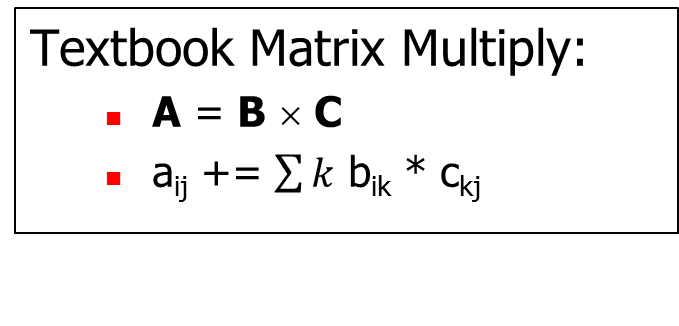 Textbook Matrix Multiply:
▪ A = B × C
▪ aij += ∑ k bik * ckj